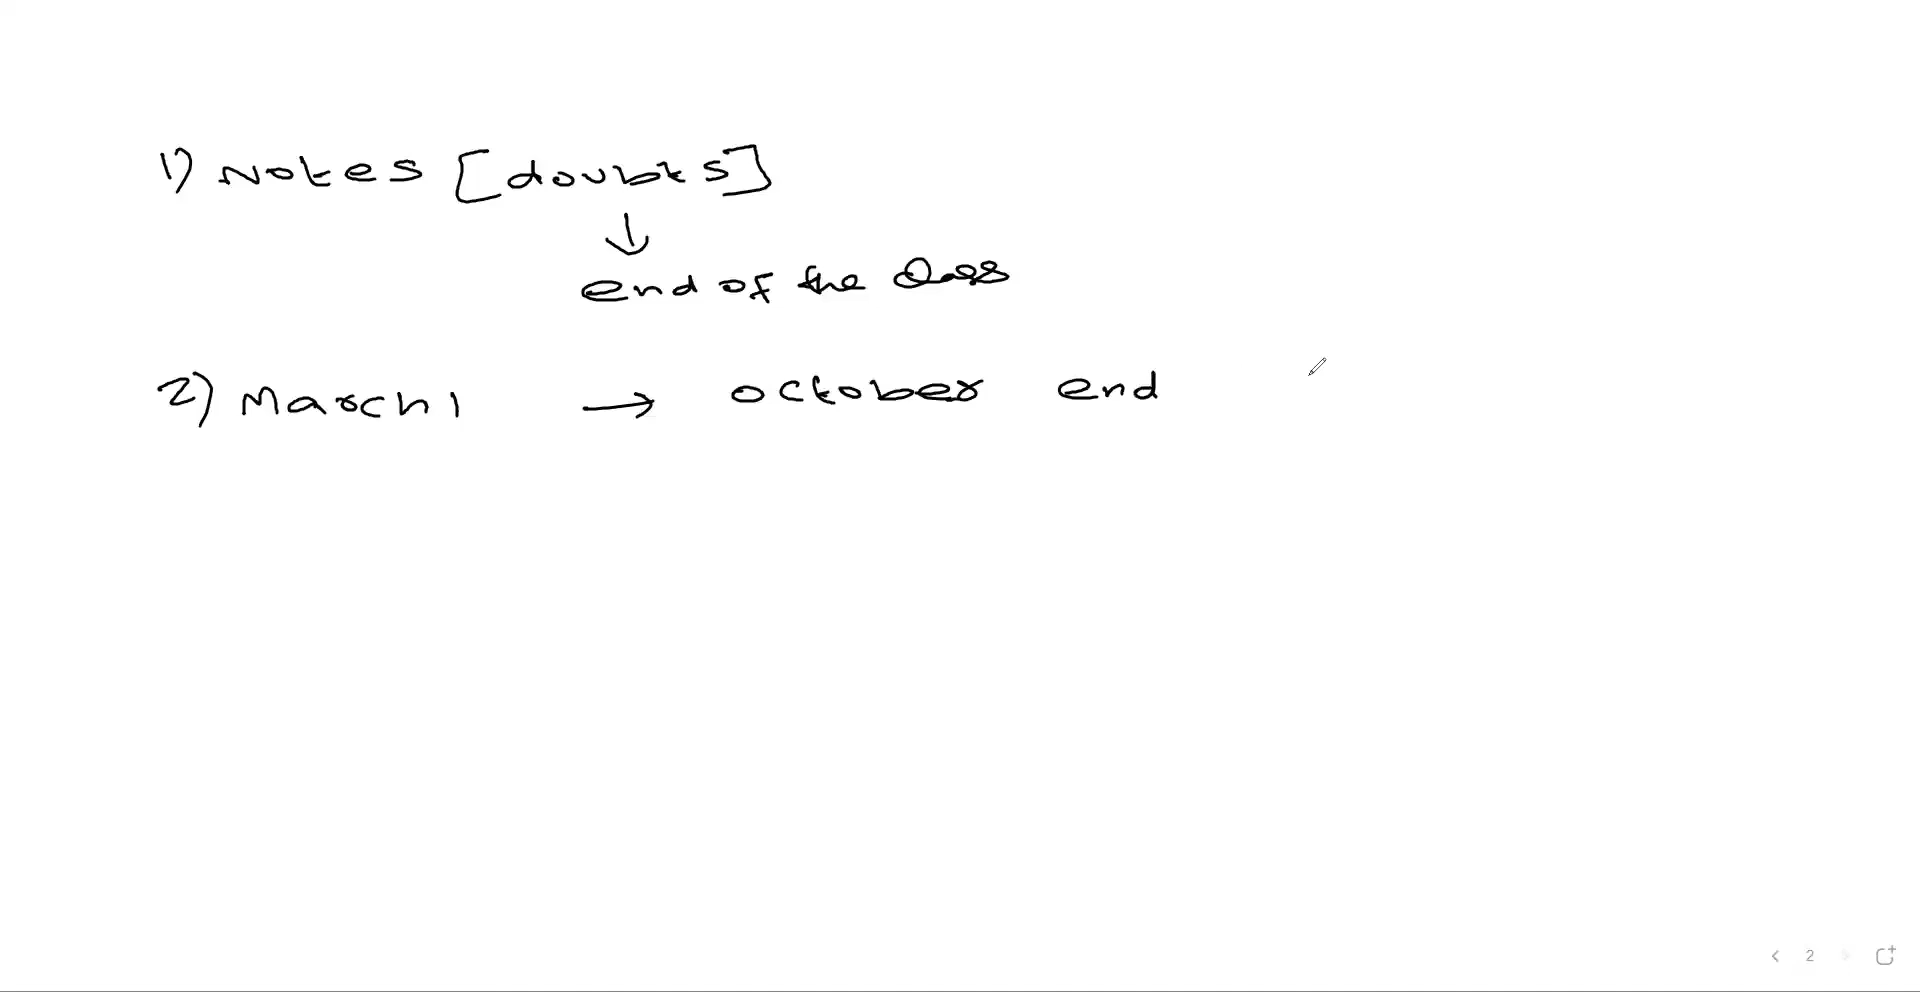 1) Notes [doubts]
↓
end of the class
2) March 1 → october end
2